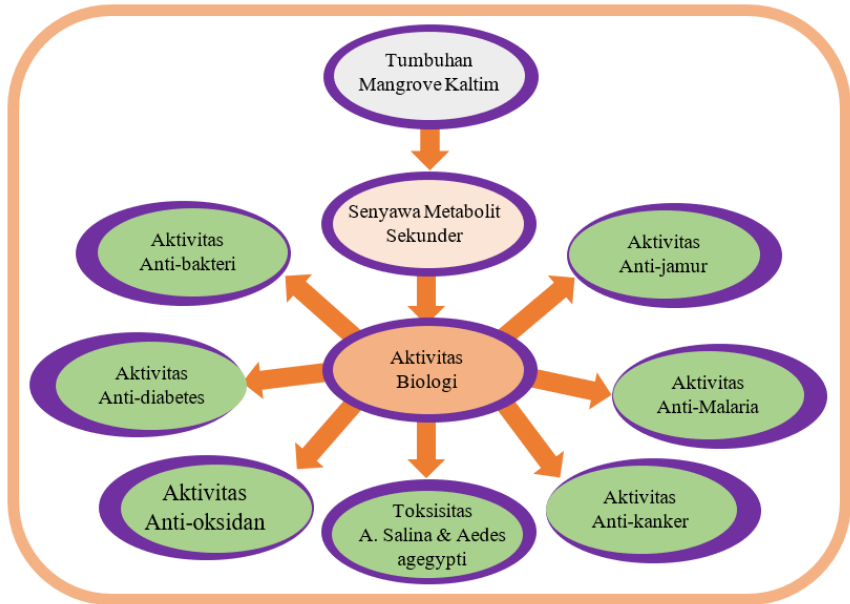 Tumbuhan
Mangrove Kaltim
Senyawa Metabolit
Sekunder
Aktivitas
Anti-bakteri
Aktivitas
Anti-jamur
Aktivitas
Biologi
Aktivitas
Anti-diabetes
Aktivitas
Anti-Malaria
Aktivitas
Anti-oksidan
Toksisitas
A. Salina & Aedes
agegypti
Aktivitas
Anti-kanker